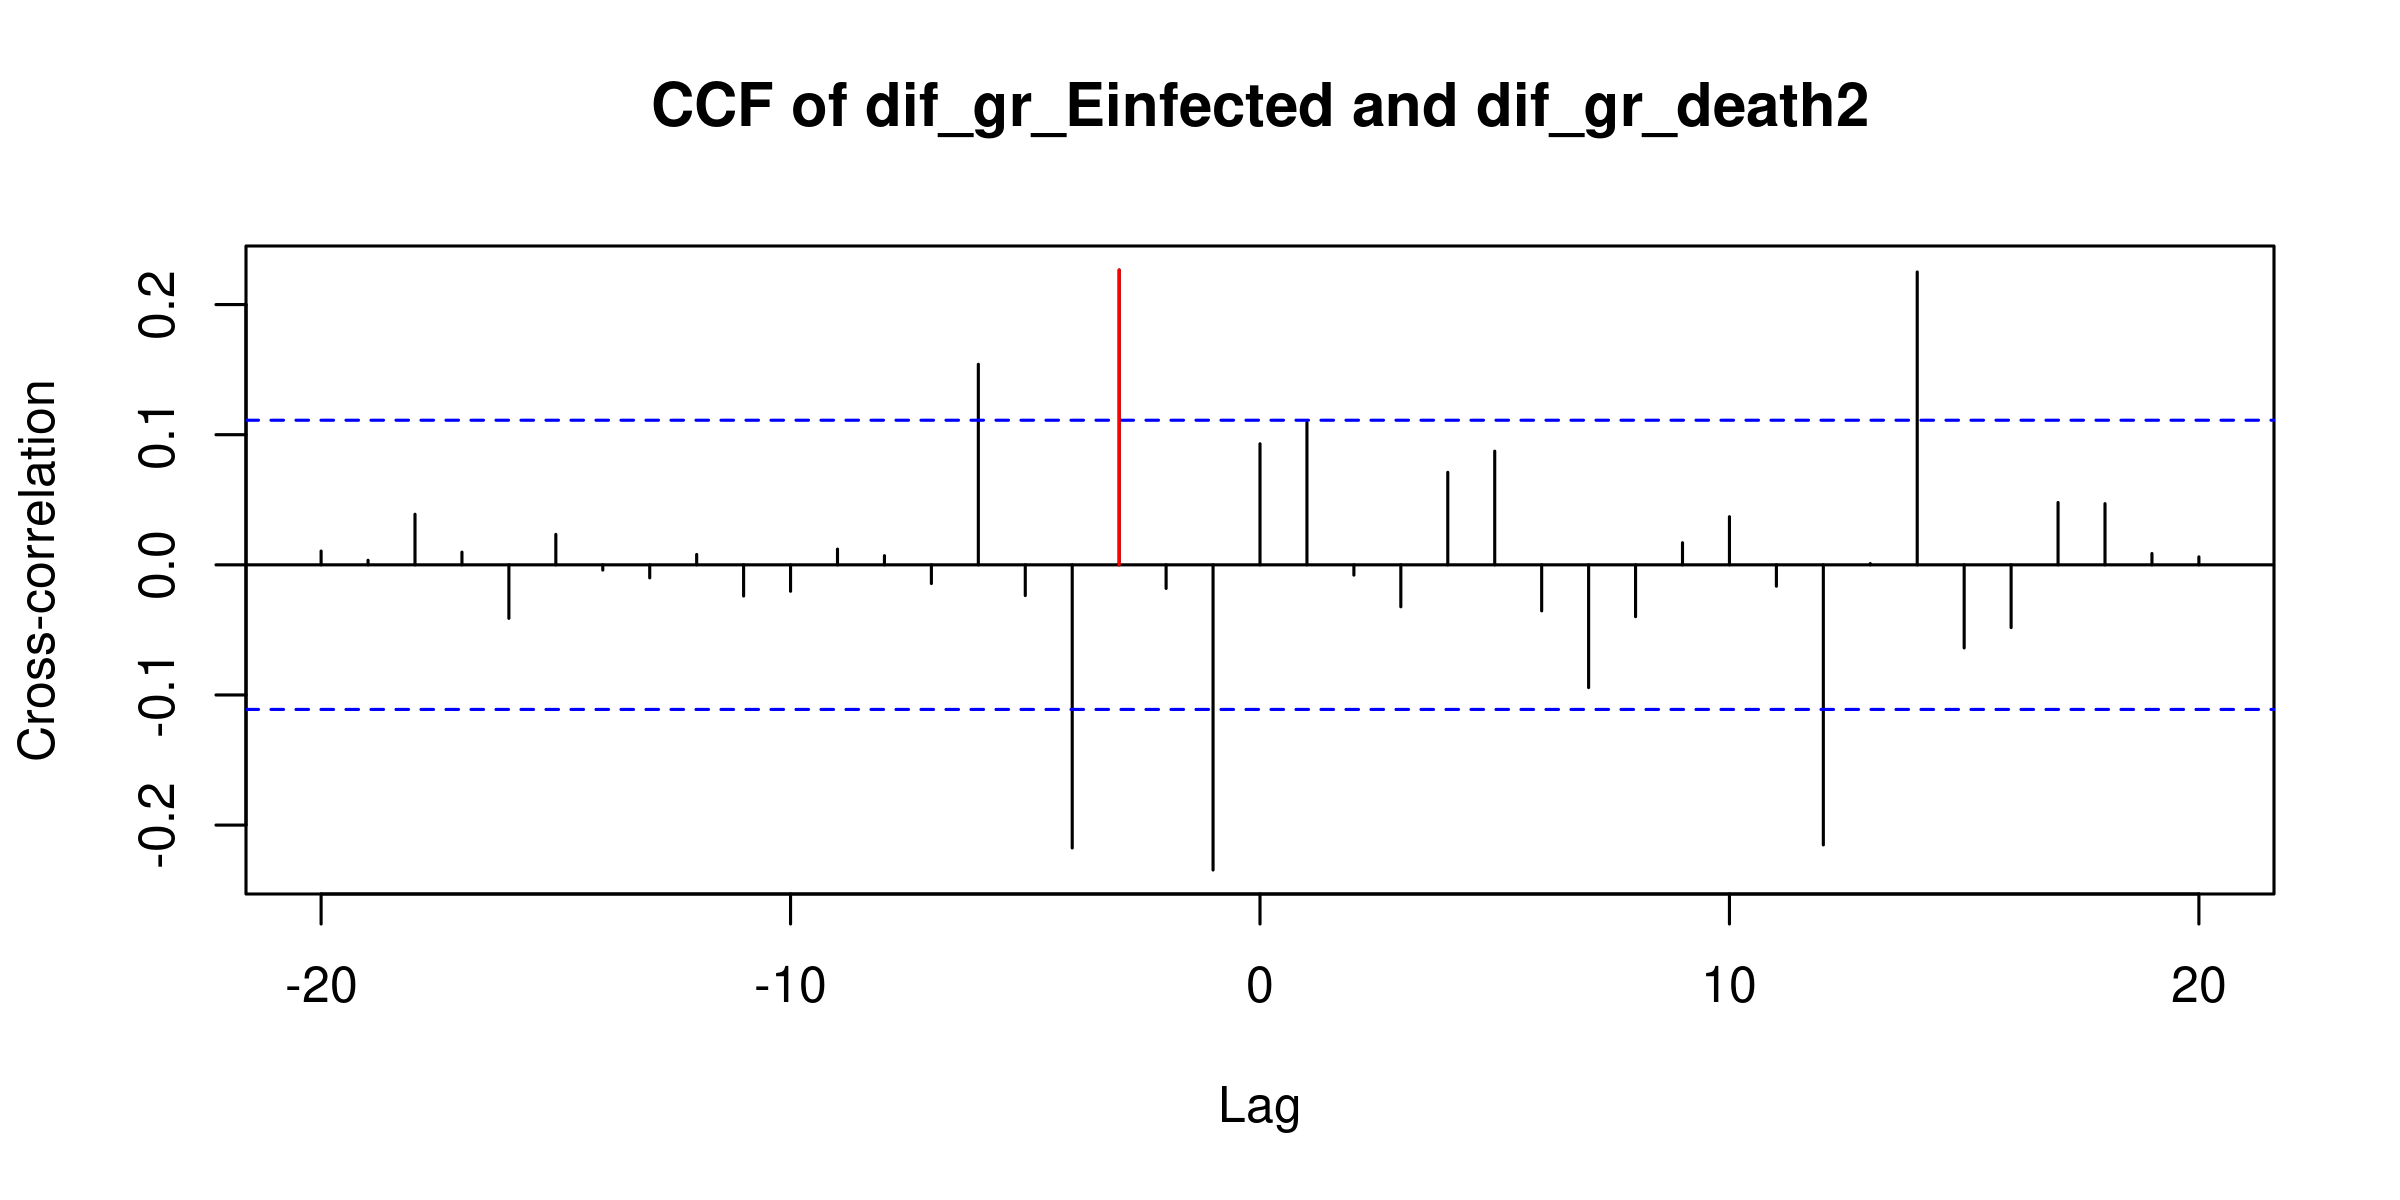 CCF of dif_gr_Einfected and dif_gr_death2
Cross-correlation
0.2
0.1
0.0
-0.1
-0.2
-20 -10 0 10 20
Lag